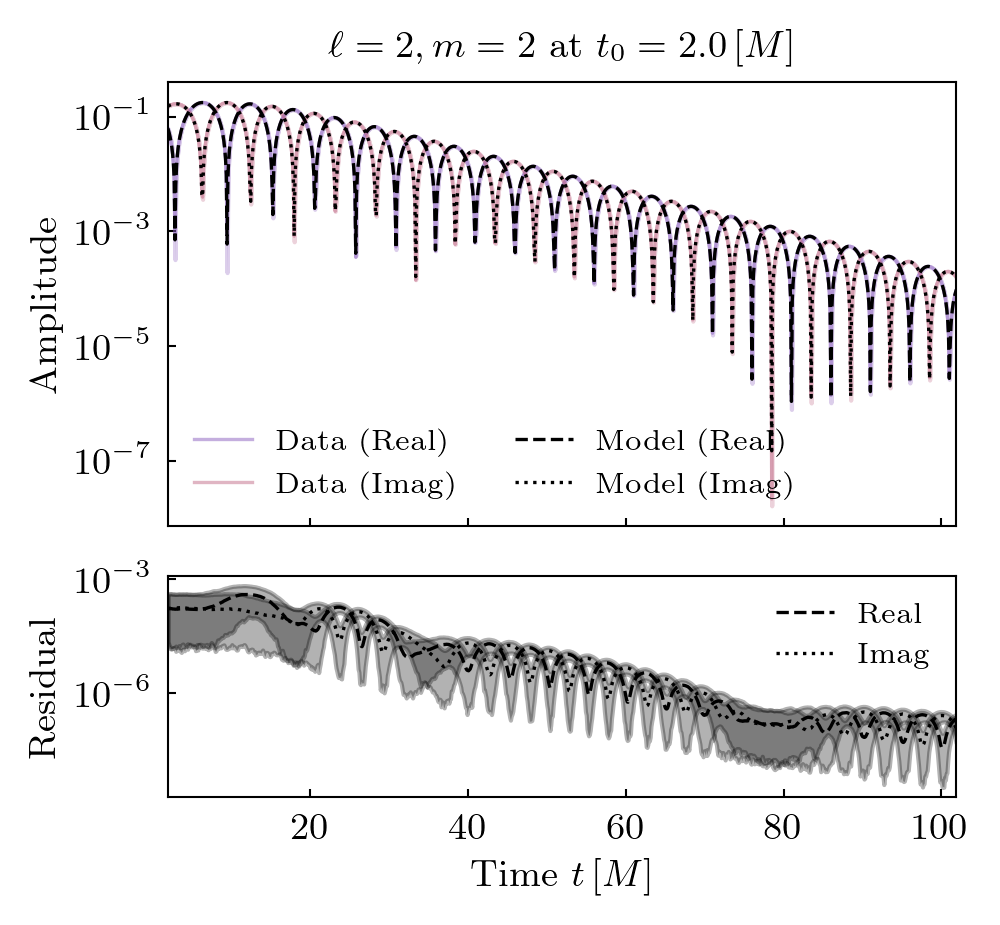 ℓ = 2, m = 2 at t₀ = 2.0 [M]
10⁻¹
10⁻³
10⁻⁵
10⁻⁷
Amplitude
Data (Real)
Data (Imag)
Model (Real)
Model (Imag)
10⁻³
10⁻⁶
Residual
Real
Imag
20 40 60 80 100
Time t [M]